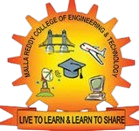 MALLA REDDY COLLEGE OF ENGINEERING & TECHNOLOGY
LIVE TO LEARN & LEARN TO SHARE